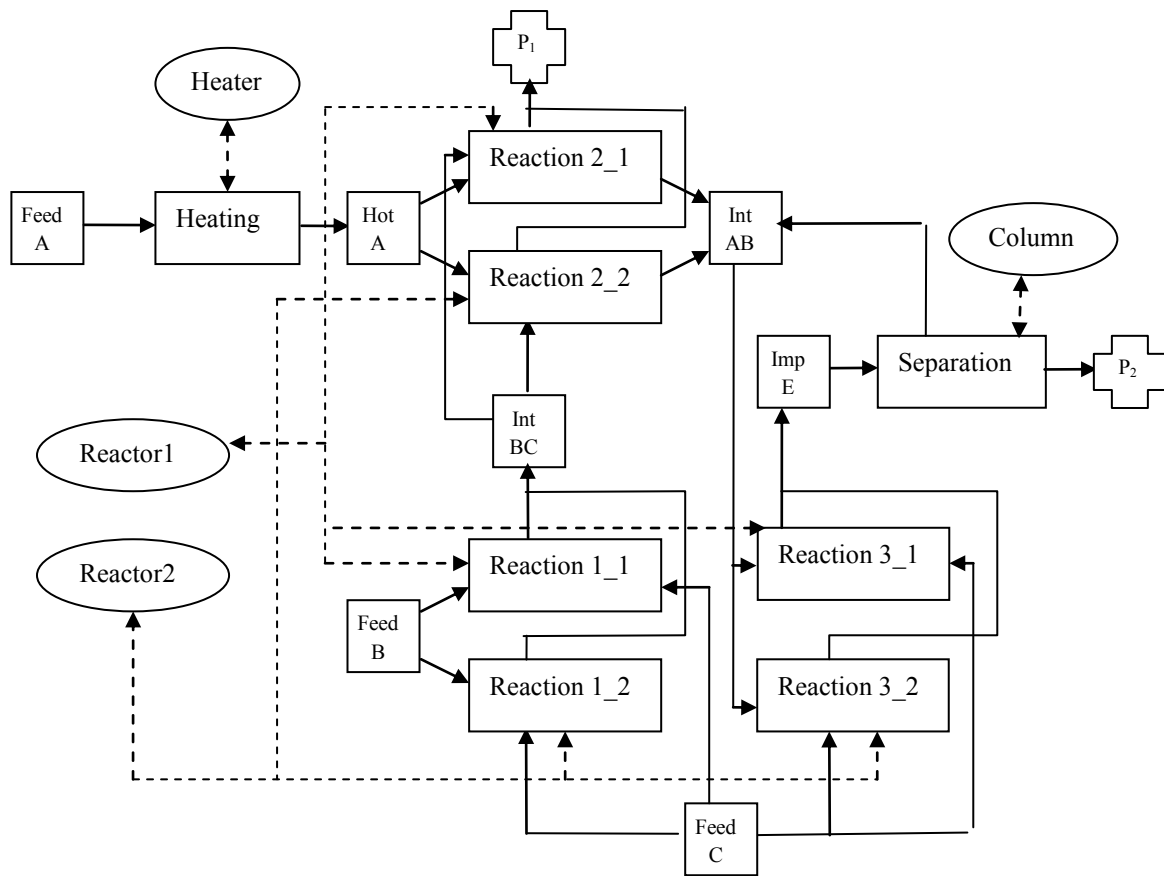 P₁
Heater
Reaction 2_1
Feed
A
Heating
Hot
A
Int
AB
Column
Reaction 2_2
Imp
E
Separation
P₂
Int
BC
Reactor1
Reaction 1_1
Reaction 3_1
Reactor2
Feed
B
Reaction 1_2
Reaction 3_2
Feed
C